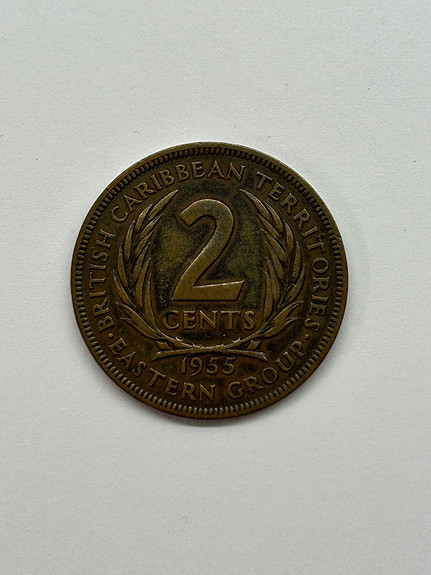 BRITISH CARIBBEAN TERRITORIES
2
CENTS
1955
· EASTERN GROUP ·